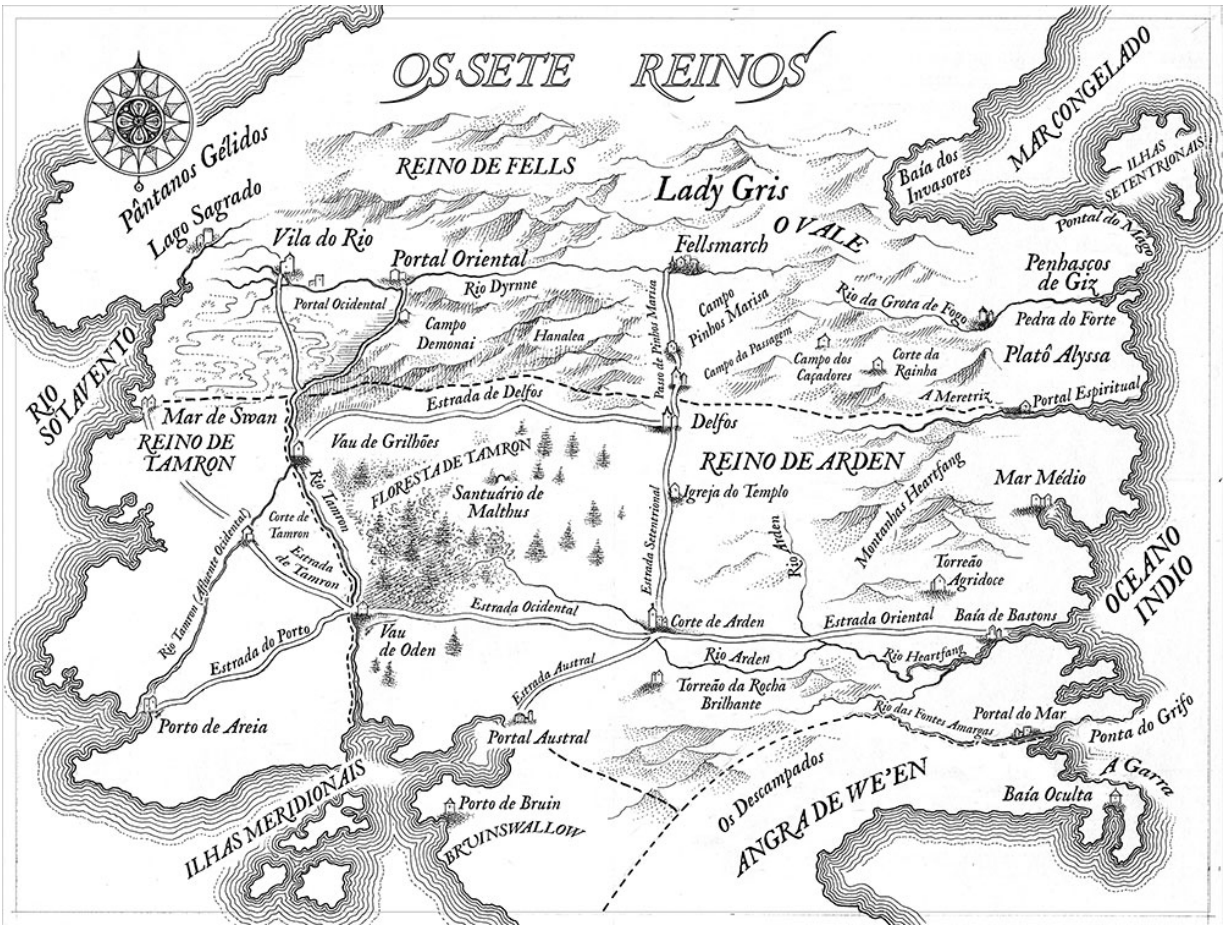 OS SETE REINOS
Pântanos Gélidos
Lago Sagrado
REINO DE FELLS
Lady Gris
O VALE
Baía dos
Invasores
MAR CONGELADO
ILHAS
SETENTRIONAIS
Pontal do Mago
Vila do Rio
Portal Oriental
Fellsmarch
Penhascos
de Giz
Portal Ocidental
Rio Dyrnne
Campo
Demonai
Hanalea
Passo de Pinhos Marisa
Campo
Pinhos Marisa
Campo da Passagem
Campo dos
Caçadores
Corte da
Rainha
Rio da Grota de Fogo
Pedra do Forte
Platô Alyssa
RIO
SOTAVENTO
Mar de Swan
Estrada de Delfos
A Meretriz
Portal Espiritual
REINO DE
TAMRON
Vau de Grilhões
FLORESTA DE TAMRON
Delfos
REINO DE ARDEN
Rio Tamron
Santuário de
Malthus
Igreja do Templo
Montanhas Heartfang
Mar Médio
Corte de
Tamron
Rio Tamron (Afluente Ocidental)
Estrada
de Tamron
Estrada Setentrional
Rio Arden
Torreão
Agridoce
OCEANO
INDIO
Estrada do Porto
Vau
de Oden
Estrada Ocidental
Corte de Arden
Estrada Oriental
Baía de Bastons
Rio Arden
Rio Heartfang
Estrada Austral
Torreão da Rocha
Brilhante
Porto de Areia
Portal Austral
Rio das Fontes Amargas
Portal do Mar
Ponta do Grifo
ILHAS MERIDIONAIS
Porto de Bruin
BRUINSWALLOW
Os Descampados
ANGRA DE WE'EN
Baía Oculta
A Garra